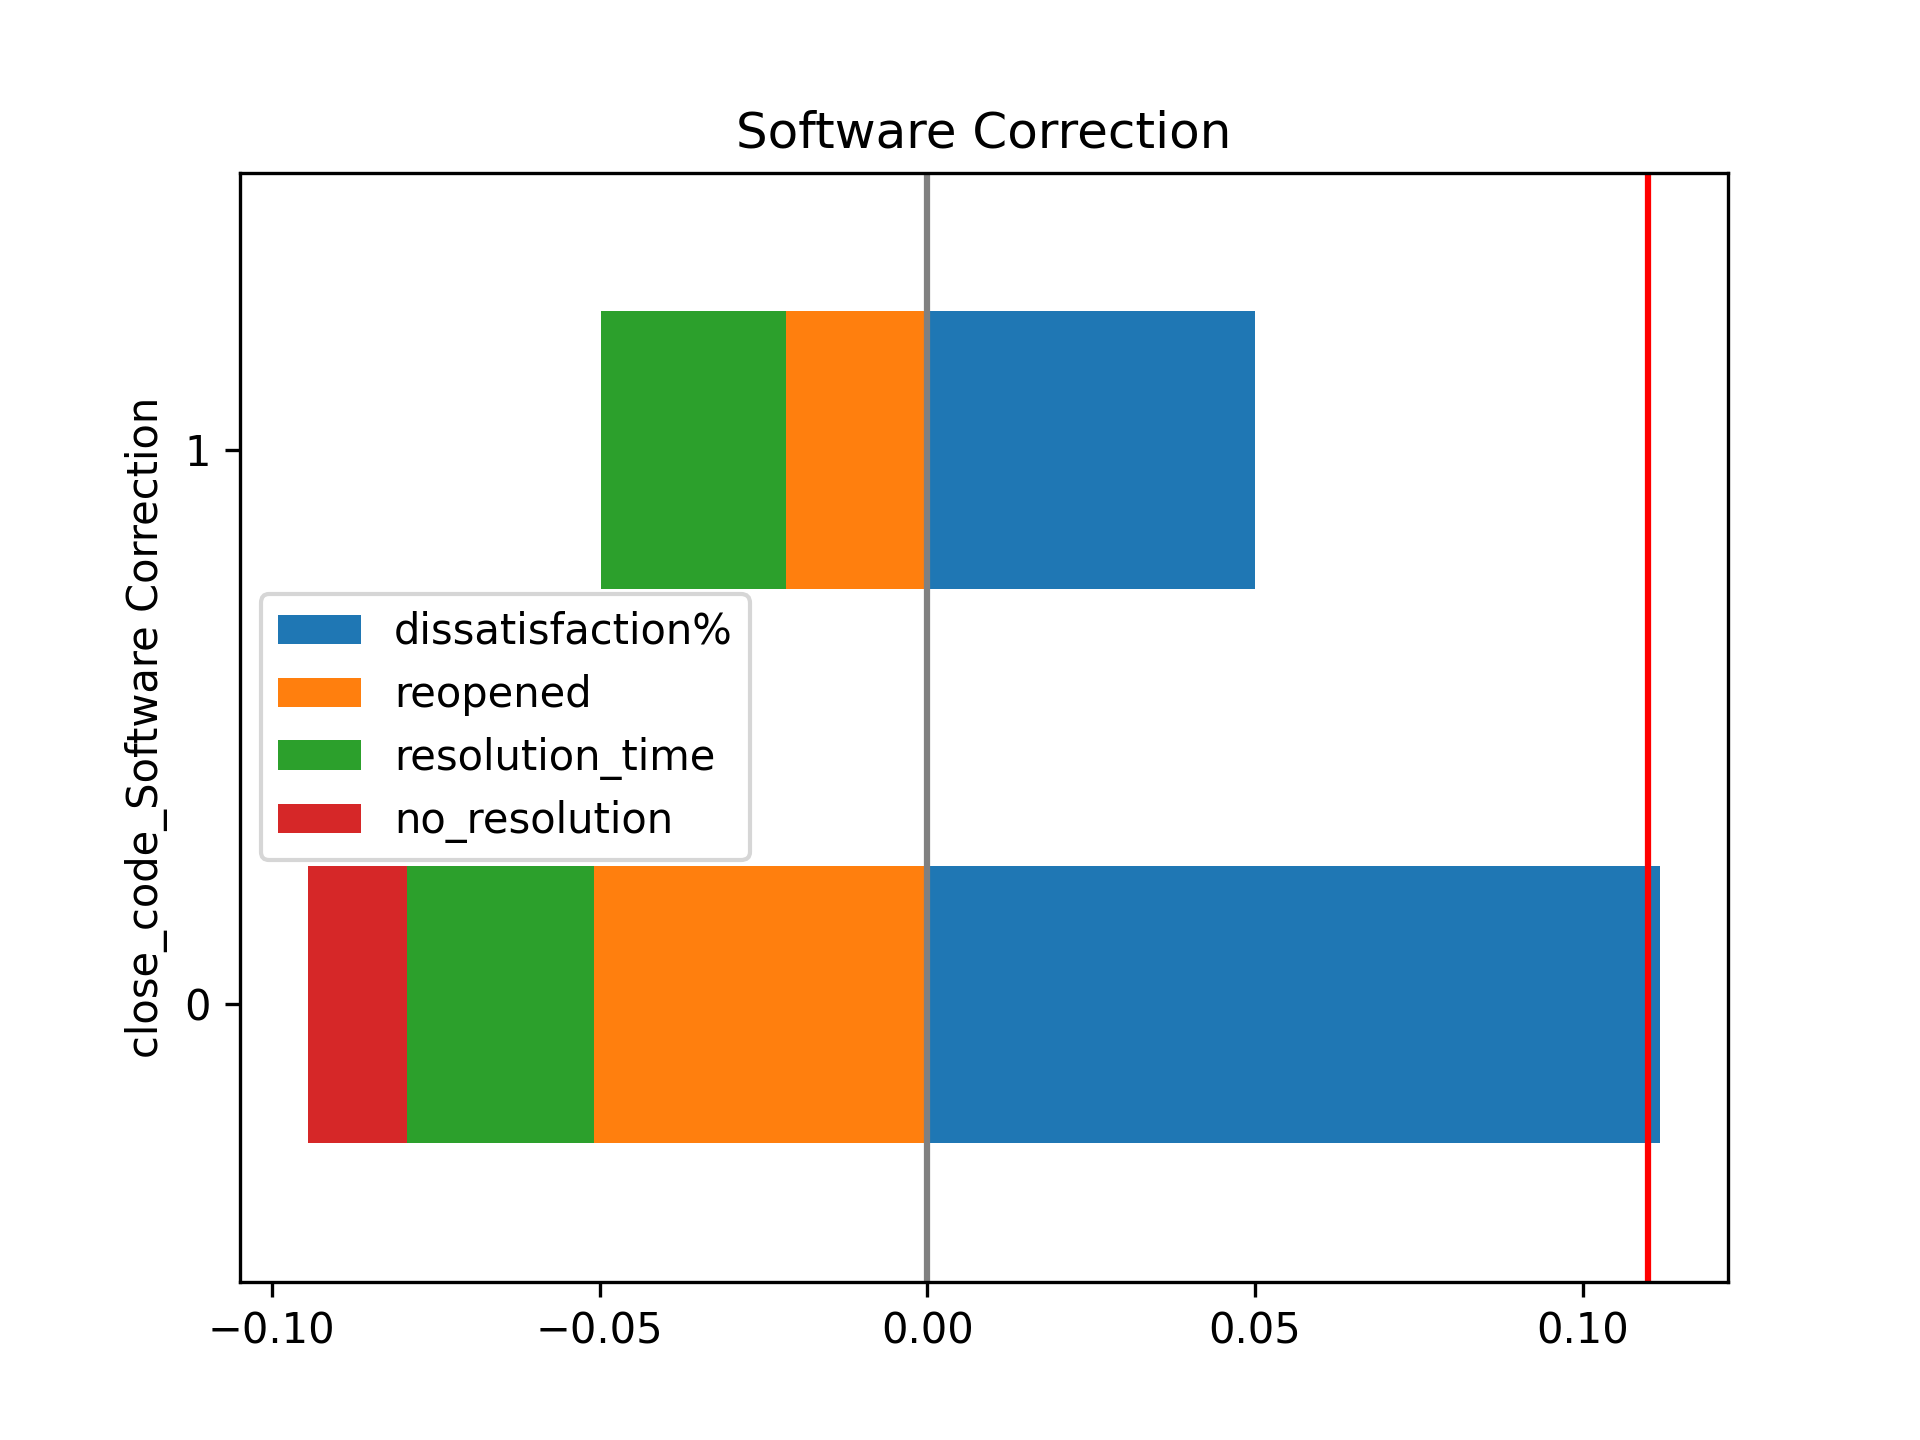 Software Correction
close_code_Software Correction
1
0
dissatisfaction%
reopened
resolution_time
no_resolution
−0.10 −0.05 0.00 0.05 0.10